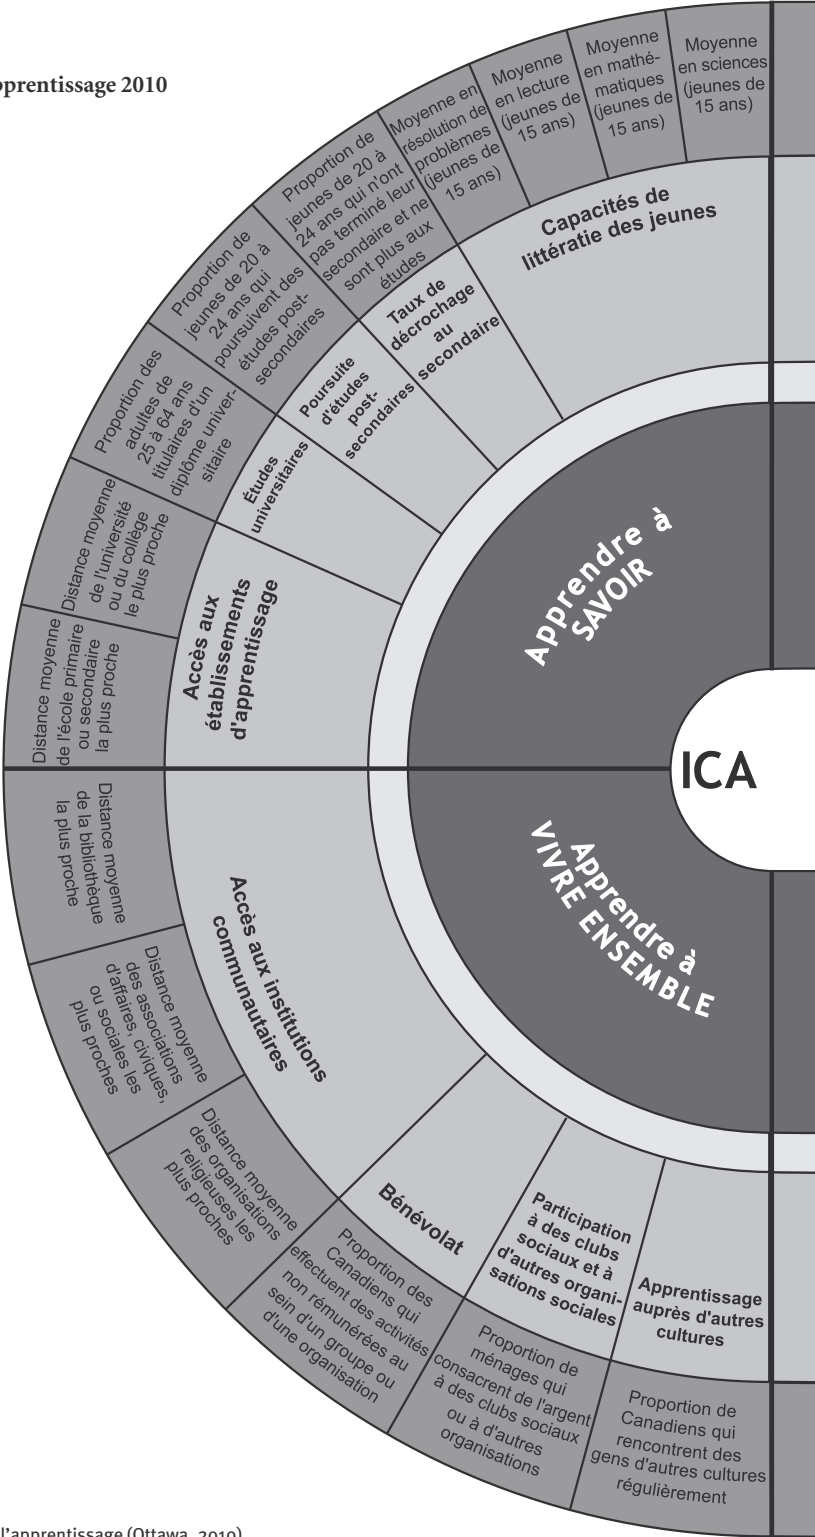 pprentissage 2010
Moyenne
en sciences
(jeunes de
15 ans)
Moyenne
en mathé-
matiques
(jeunes de
15 ans)
Moyenne
en lecture
(jeunes de
15 ans)
Moyenne en
résolution de
problèmes
(jeunes de
15 ans)
Proportion de
jeunes de 20 à
24 ans qui n'ont
pas terminé leur
secondaire et ne
sont plus aux
études
Proportion de
jeunes de 20 à
24 ans qui
poursuivent des
études post-
secondaires
Proportion des
adultes de
25 à 64 ans
titulaires d'un
diplôme univer-
sitaire
Distance moyenne
de l'université
ou du collège
le plus proche
Distance moyenne
de l'école primaire
ou secondaire
la plus proche
Capacités de
littératie des jeunes
Taux de
décrochage
au
secondaire
Poursuite
d'études
post-
secondaires
Études
universitaires
Accès aux
établissements
d'apprentissage
Apprendre à
SAVOIR
ICA
Apprendre à
VIVRE ENSEMBLE
Accès aux institutions
communautaires
Bénévolat
Participation
à des clubs
sociaux et à
d'autres organi-
sations sociales
Apprentissage
auprès d'autres
cultures
Distance moyenne
de la bibliothèque
la plus proche
Distance moyenne
des associations
d'affaires, civiques,
ou sociales les
plus proches
Distance moyenne
des organisations
religieuses les
plus proches
Proportion des
Canadiens qui
effectuent des activités
non rémunérées au
sein d'un groupe ou
d'une organisation
Proportion de
ménages qui
consacrent de l'argent
à des clubs sociaux
ou à d'autres
organisations
Proportion de
Canadiens qui
rencontrent des
gens d'autres cultures
régulièrement
l'apprentissage (Ottawa, 2010)